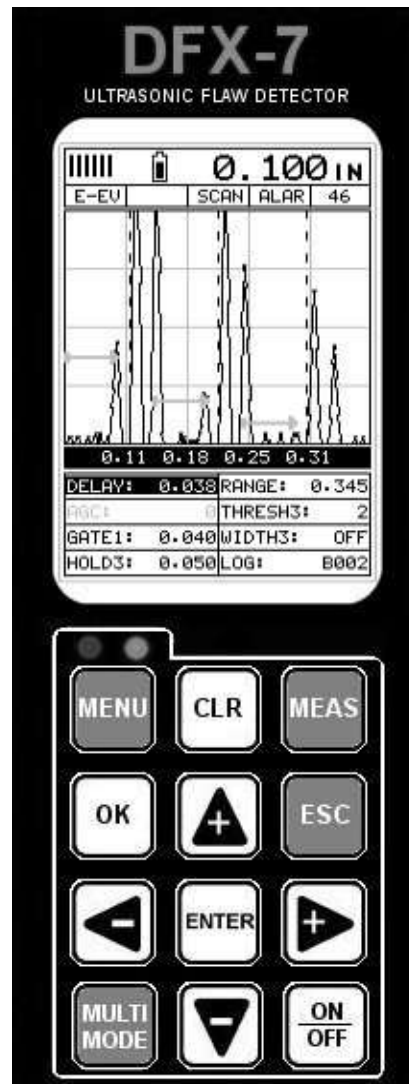 DFX-7
ULTRASONIC FLAW DETECTOR
0.100 IN
E-EV SCAN ALAR 46
0.11 0.18 0.25 0.31
DELAY: 0.038 RANGE: 0.345
AGC: 0 THRESH3: 2
GATE1: 0.040 WIDTH3: OFF
HOLD3: 0.050 LOG: B002
MENU CLR MEAS
OK + ESC
- ENTER +
MULTI MODE - ON OFF